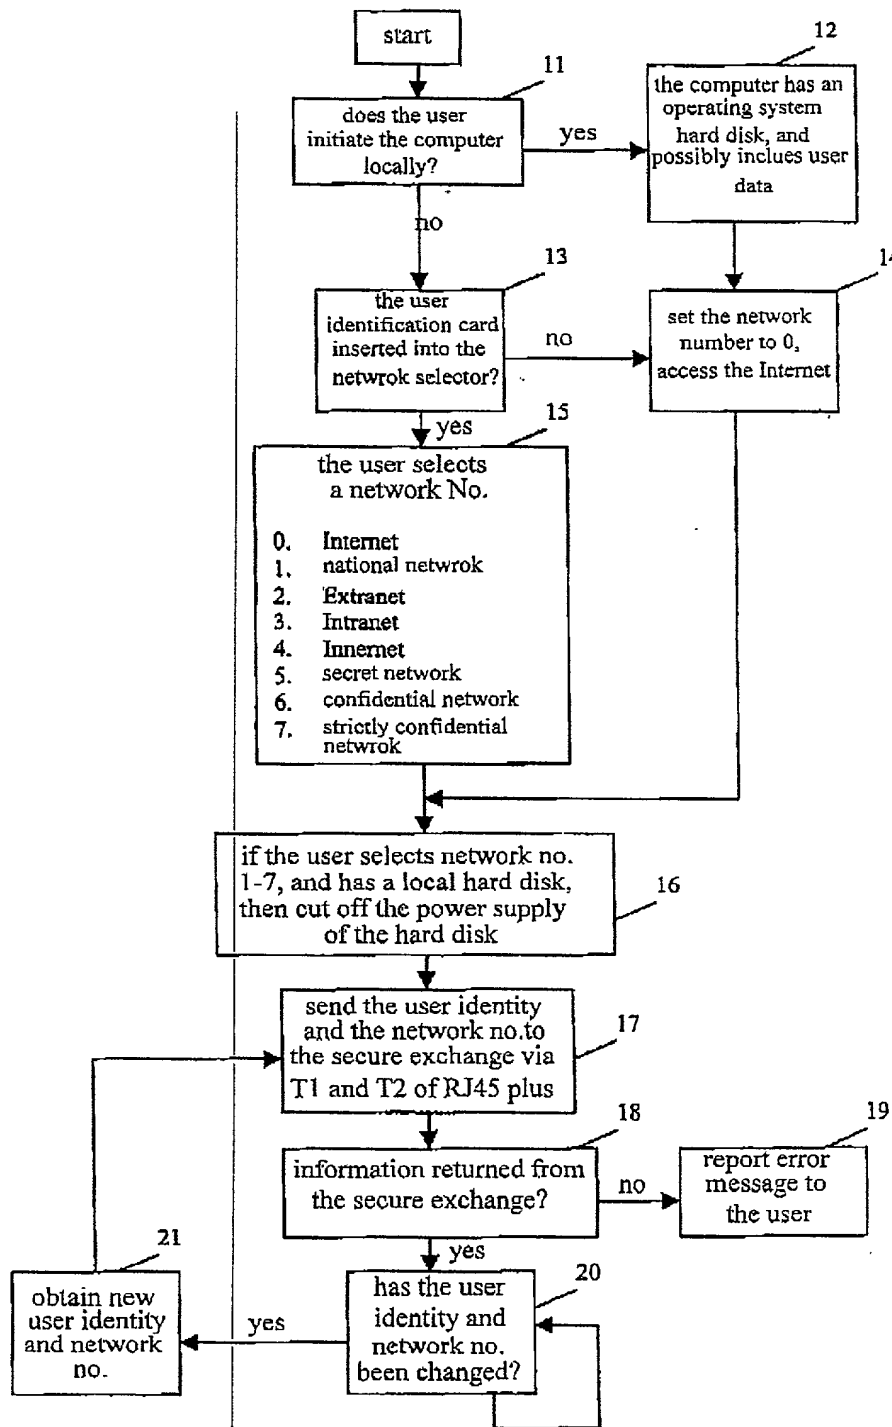 start
11
does the user
initiate the computer
locally?
yes
12
the computer has an
operating system
hard disk, and
possibly inclues user
data
no
13
the user
identification card
inserted into the
netwrok selector?
no
14
set the network
number to 0,
access the Internet
yes
15
the user selects
a network No.
0. Internet
1. national netwrok
2. Extranet
3. Intranet
4. Innernet
5. secret network
6. confidential network
7. strictly confidential
netwrok
if the user selects network no.
1-7, and has a local hard disk,
then cut off the power supply
of the hard disk
16
send the user identity
and the network no.to
the secure exchange via
T1 and T2 of RJ45 plus
17
18
information returned from
the secure exchange?
no
19
report error
message to
the user
yes
20
has the user
identity and
network no.
been changed?
yes
21
obtain new
user identity
and network
no.